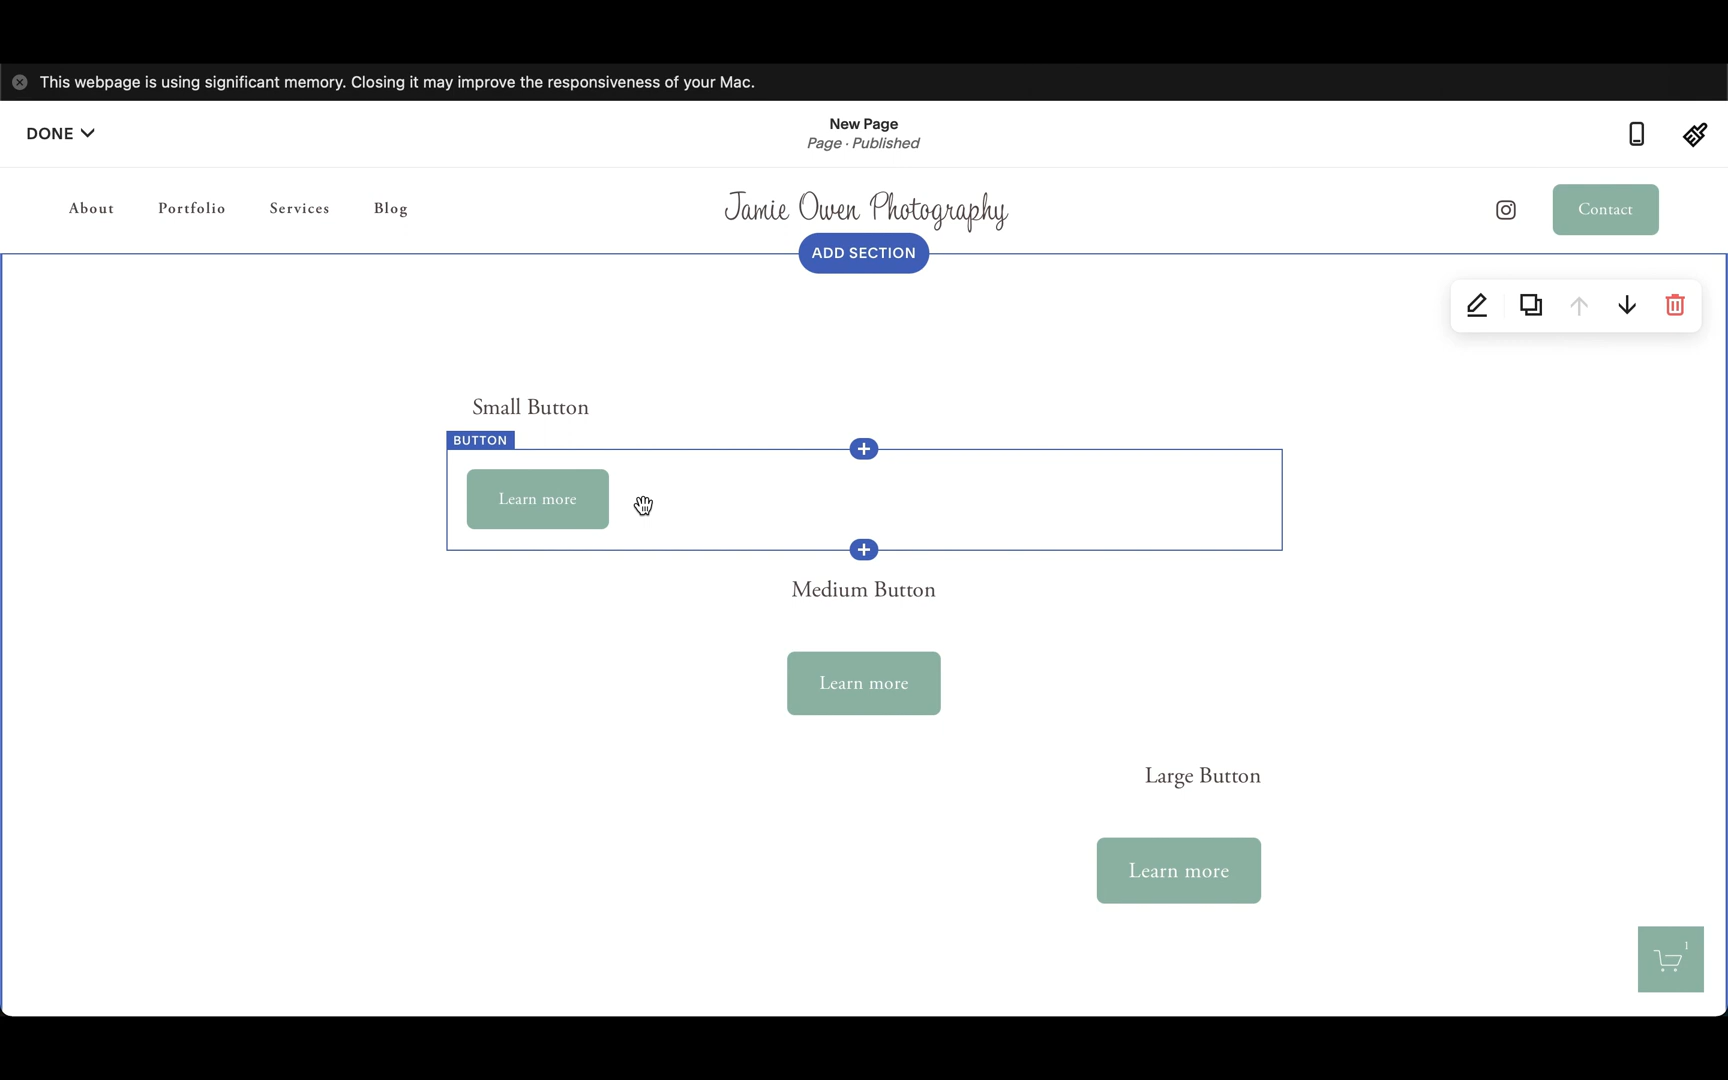 This webpage is using significant memory. Closing it may improve the responsiveness of your Mac.
DONE
New Page
Page · Published
About Portfolio Services Blog
Jamie Owen Photography
Contact
ADD SECTION
Small Button
BUTTON
Learn more
Medium Button
Learn more
Large Button
Learn more
1